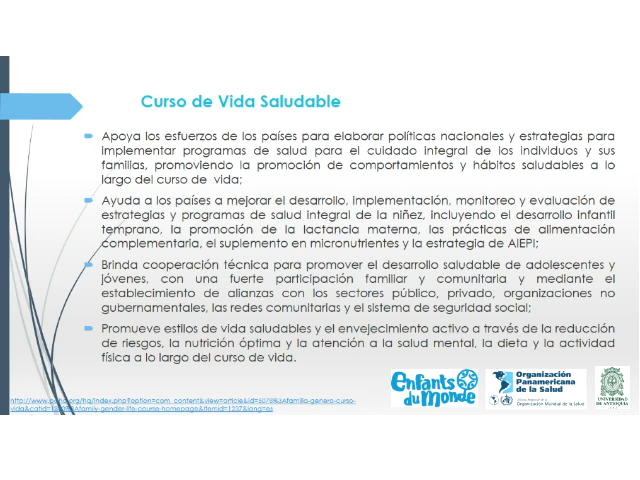 Curso de Vida Saludable
Apoya los esfuerzos de los países para elaborar políticas nacionales y estrategias para
implementar programas de salud para el cuidado integral de los individuos y sus
familias, promoviendo la promoción de comportamientos y hábitos saludables a lo
largo del curso de vida;
Ayuda a los países a mejorar el desarrollo, implementación, monitoreo y evaluación de
estrategias y programas de salud integral de la niñez, incluyendo el desarrollo infantil
temprano, la promoción de la lactancia materna, las prácticas de alimentación
complementaria, el suplemento en micronutrientes y la estrategia de AIEPI;
Brinda cooperación técnica para promover el desarrollo saludable de adolescentes y
jóvenes, con una fuerte participación familiar y comunitaria y mediante el
establecimiento de alianzas con los sectores público, privado, organizaciones no
gubernamentales, las redes comunitarias y el sistema de seguridad social;
Promueve estilos de vida saludables y el envejecimiento activo a través de la reducción
de riesgos, la nutrición óptima y la atención a la salud mental, la dieta y la actividad
física a lo largo del curso de vida.
Enfants
du Monde
Organización
Panamericana
de la Salud
Organización Mundial de la Salud
UNIVERSIDAD
DE ANTIOQUIA